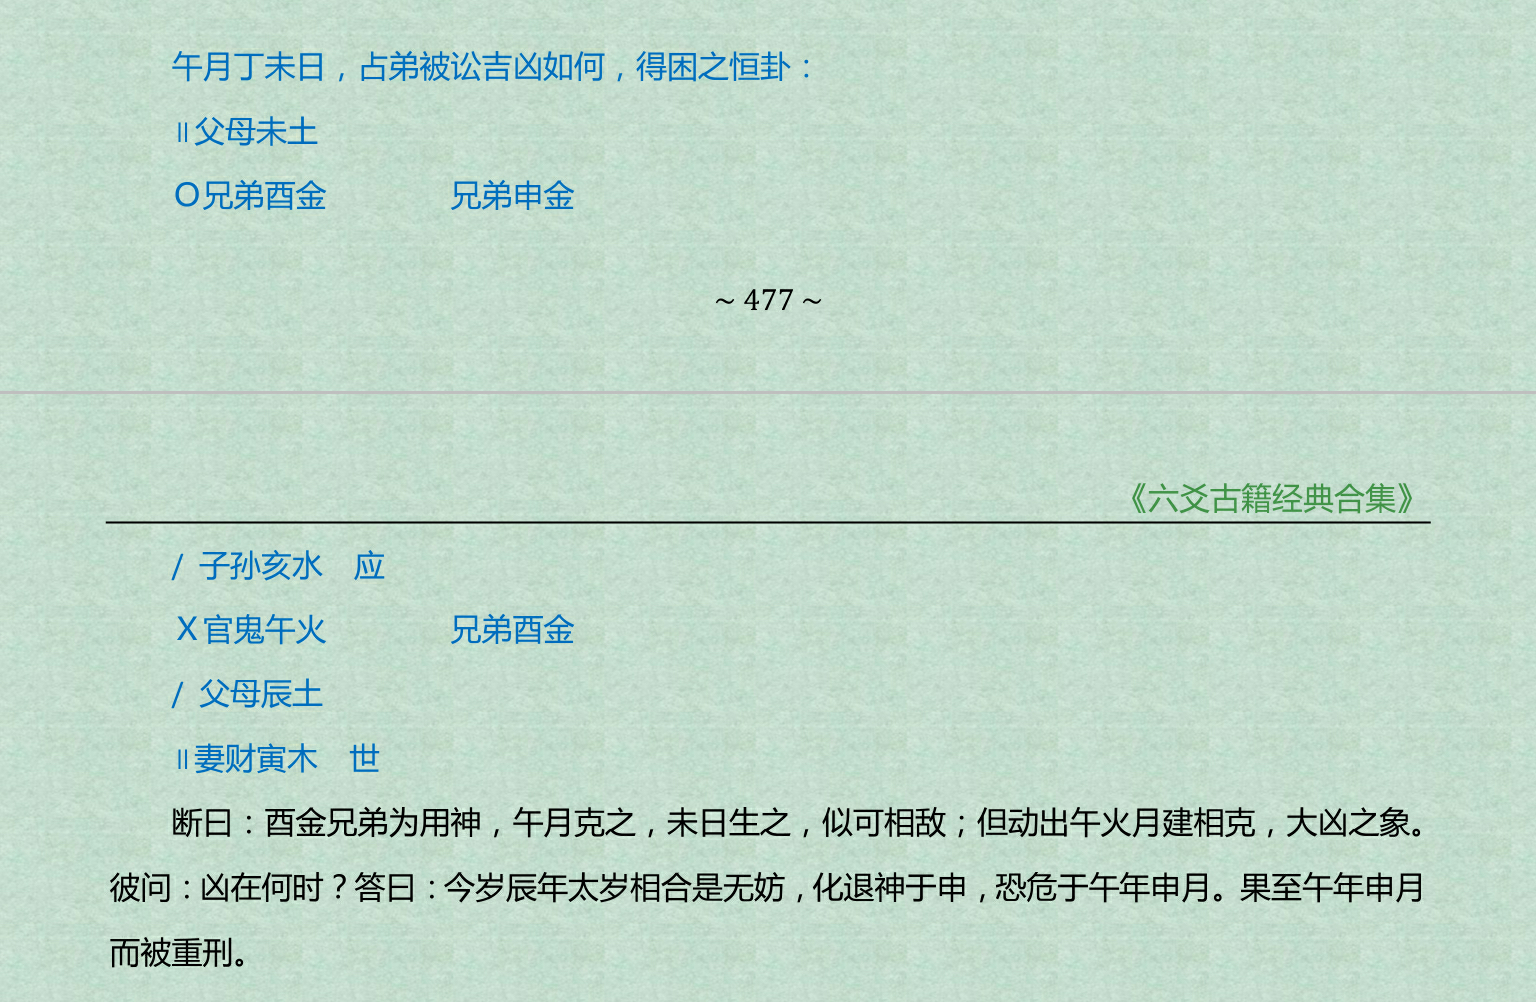 午月丁未日，占弟被讼吉凶如何，得困之恒卦：
॥父母未土
O兄弟酉金 兄弟申金
～477～
《六爻古籍经典合集》
/ 子孙亥水 应
X官鬼午火 兄弟酉金
/ 父母辰土
॥妻财寅木 世
断曰：酉金兄弟为用神，午月克之，未日生之，似可相敌；但动出午火月建相克，大凶之象。
彼问：凶在何时？答曰：今岁辰年太岁相合是无妨，化退神于申，恐危于午年申月。果至午年申月
而被重刑。